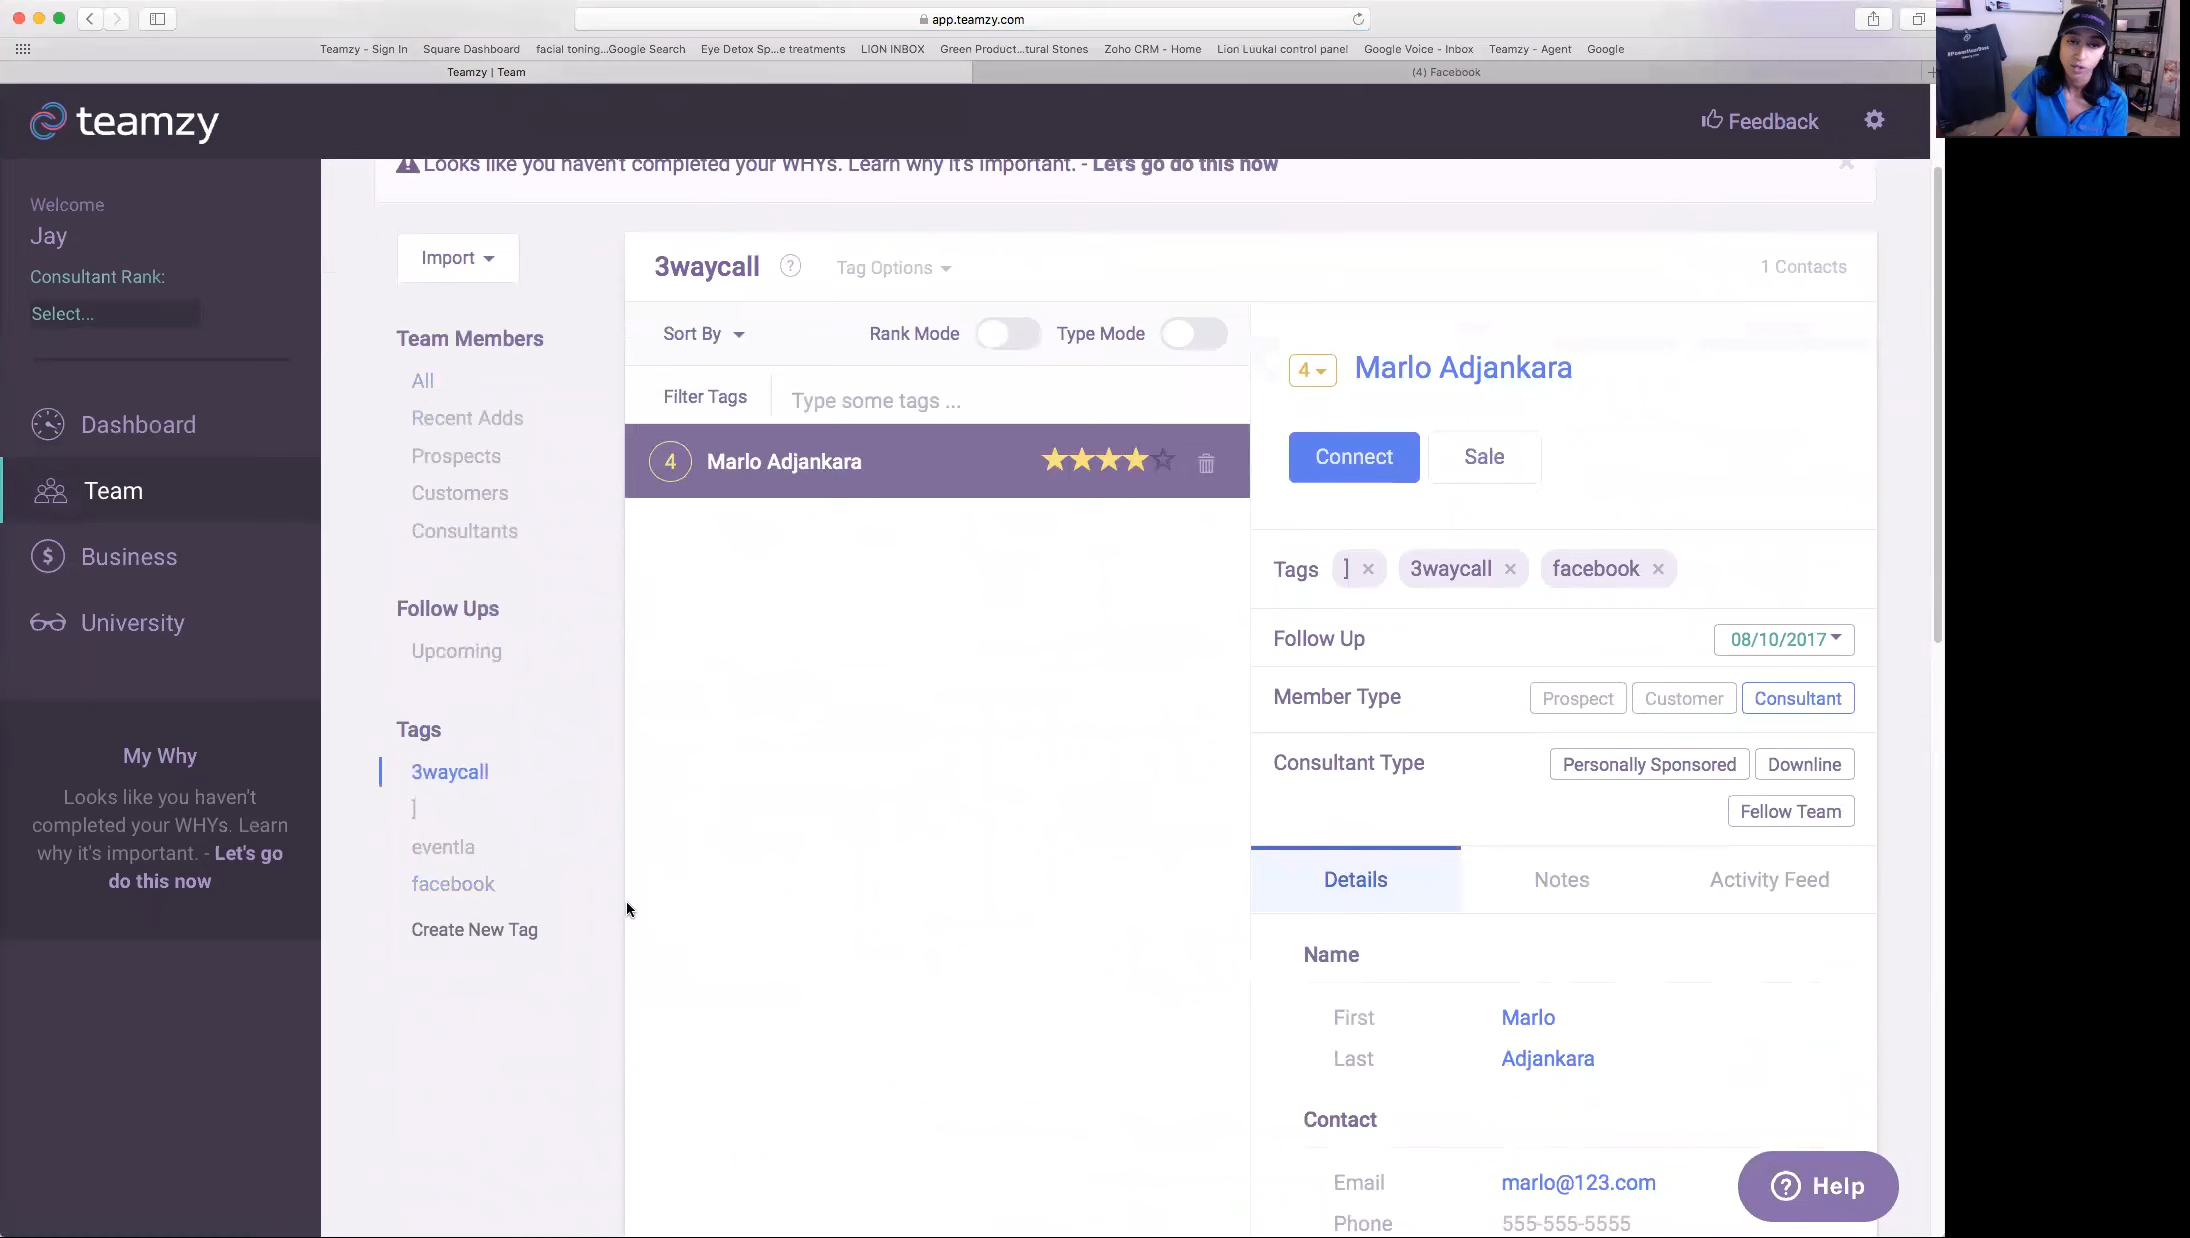 app.teamzy.com
Teamzy - Sign In Square Dashboard facial toning...Google Search Eye Detox Sp...e treatments LION INBOX Green Product...tural Stones Zoho CRM - Home Lion Luukal control panel Google Voice - Inbox Teamzy - Agent Google
Teamzy | Team (4) Facebook
teamzy
Feedback
Looks like you haven't completed your WHYs. Learn why it's important. - Let's go do this now
Welcome
Jay
Consultant Rank:
Select...
Dashboard
Team
Business
University
My Why
Looks like you haven't
completed your WHYs. Learn
why it's important. - Let's go
do this now
Import
Team Members
All
Recent Adds
Prospects
Customers
Consultants
Follow Ups
Upcoming
Tags
3waycall
]
eventla
facebook
Create New Tag
3waycall ? Tag Options 1 Contacts
Sort By Rank Mode Type Mode
Filter Tags Type some tags ...
4 Marlo Adjankara
4 Marlo Adjankara
Connect Sale
Tags ] × 3waycall × facebook ×
Follow Up 08/10/2017
Member Type Prospect Customer Consultant
Consultant Type Personally Sponsored Downline
Fellow Team
Details Notes Activity Feed
Name
First Marlo
Last Adjankara
Contact
Email marlo@123.com
Phone 555-555-5555
? Help